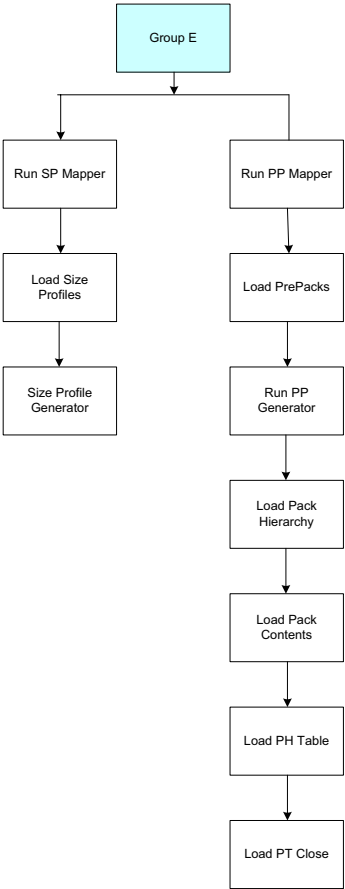 Group E
Run SP Mapper
Run PP Mapper
Load Size
Profiles
Load PrePacks
Size Profile
Generator
Run PP
Generator
Load Pack
Hierarchy
Load Pack
Contents
Load PH Table
Load PT Close